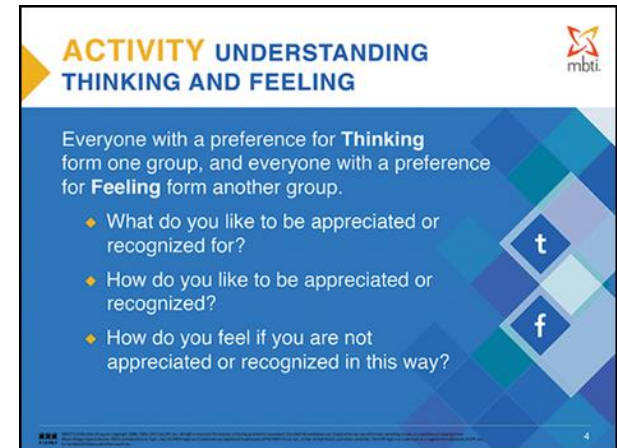 ACTIVITY UNDERSTANDING
THINKING AND FEELING
mbti.
Everyone with a preference for Thinking
form one group, and everyone with a preference
for Feeling form another group.
What do you like to be appreciated or
recognized for?
How do you like to be appreciated or
recognized?
How do you feel if you are not
appreciated or recognized in this way?
t
f
4